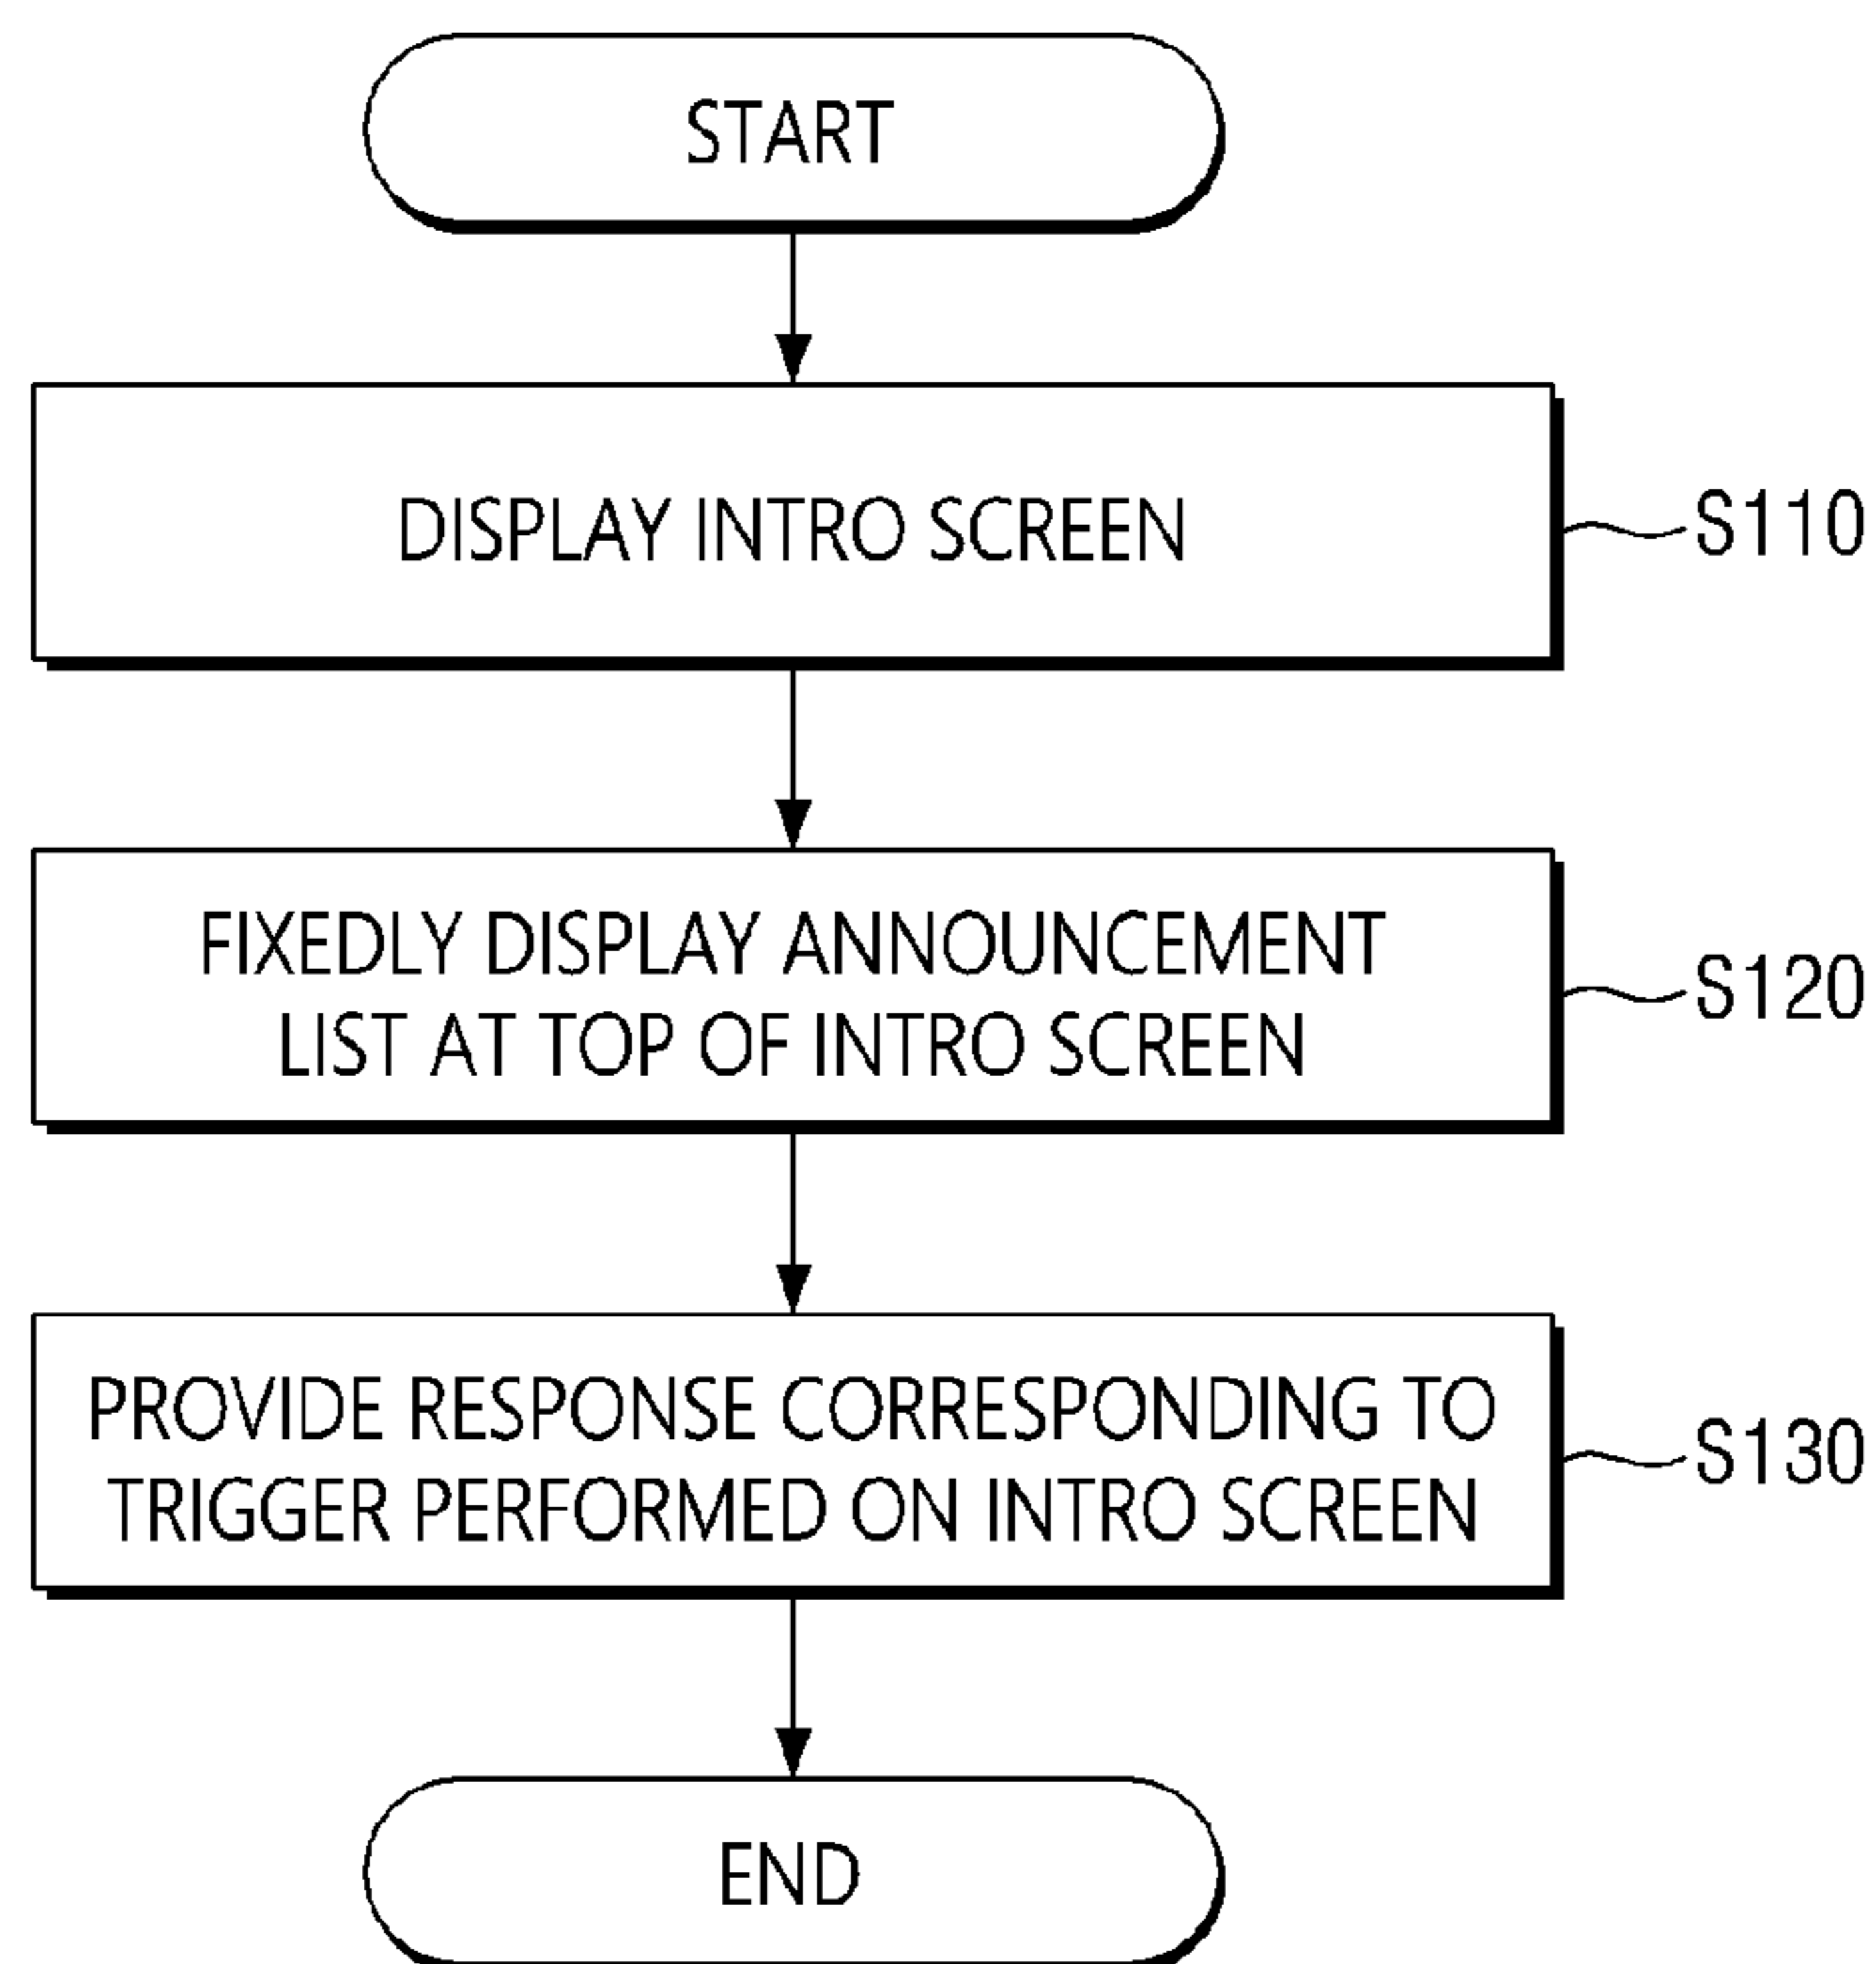 START
DISPLAY INTRO SCREEN
S110
FIXEDLY DISPLAY ANNOUNCEMENT
LIST AT TOP OF INTRO SCREEN
S120
PROVIDE RESPONSE CORRESPONDING TO
TRIGGER PERFORMED ON INTRO SCREEN
S130
END